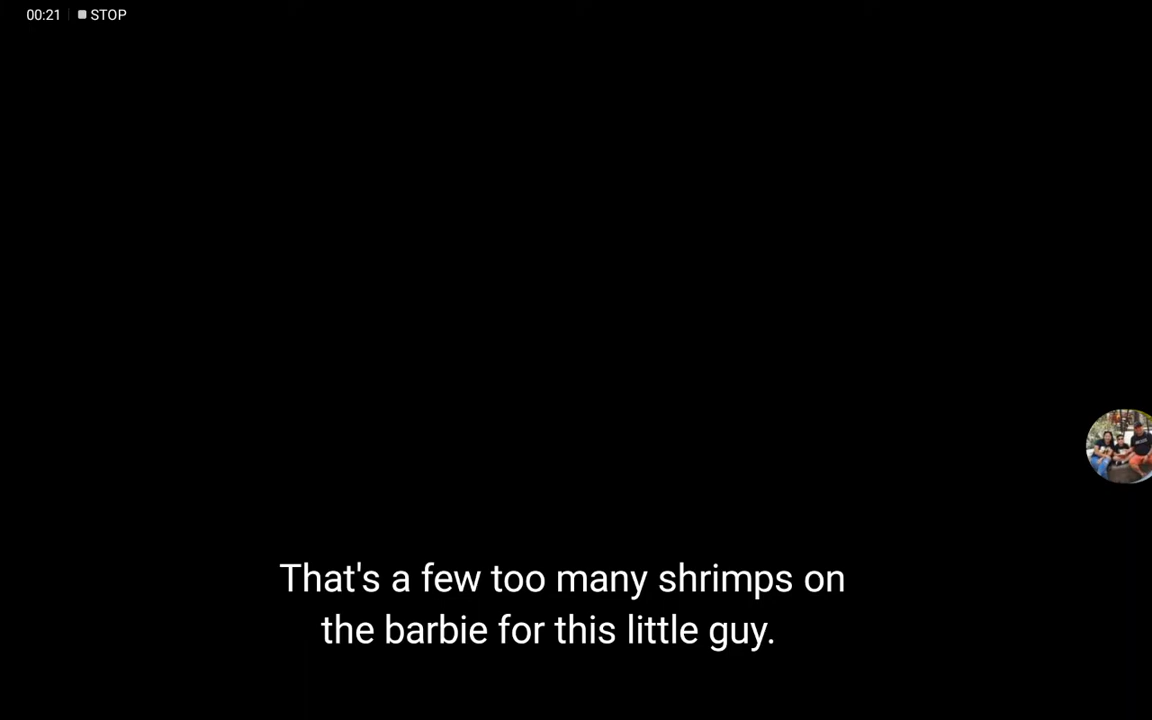 00:21 STOP
That's a few too many shrimps on
the barbie for this little guy.